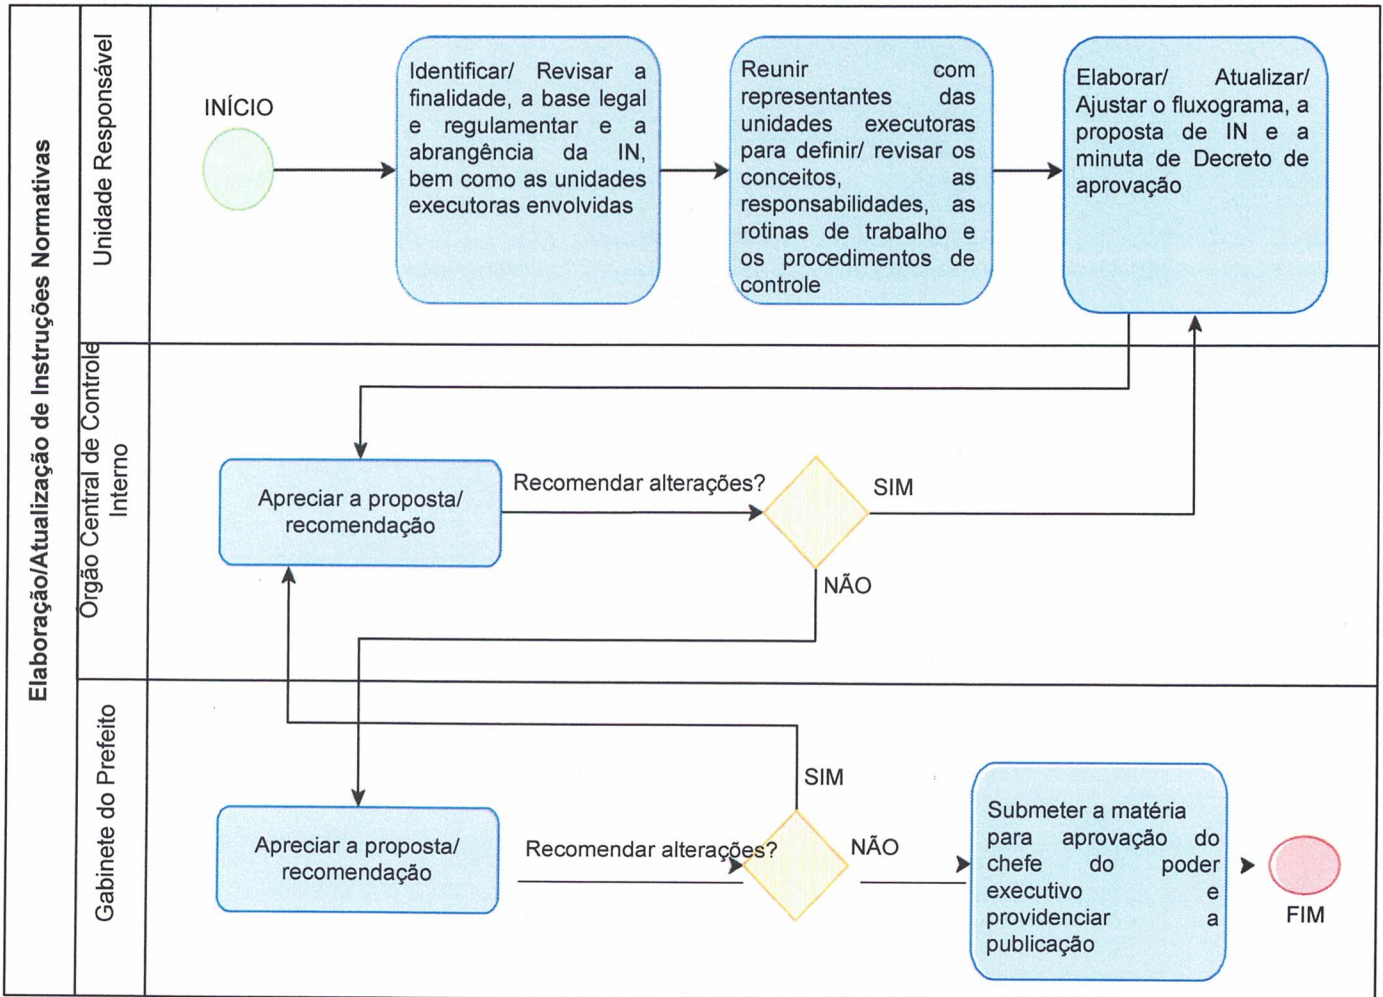 Elaboração/Atualização de Instruções Normativas
Unidade Responsável
INÍCIO
Identificar/ Revisar a
finalidade, a base legal
e regulamentar e a
abrangência da IN,
bem como as unidades
executoras envolvidas
Reunir com
representantes das
unidades executoras
para definir/ revisar os
conceitos, as
responsabilidades, as
rotinas de trabalho e
os procedimentos de
controle
Elaborar/ Atualizar/
Ajustar o fluxograma, a
proposta de IN e a
minuta de Decreto de
aprovação
Orgão Central de Controle
Interno
Apreciar a proposta/
recomendação
Recomendar alterações?
SIM
NÃO
Gabinete do Prefeito
Apreciar a proposta/
recomendação
Recomendar alterações?
SIM
NÃO
Submeter a matéria
para aprovação do
chefe do poder
executivo e
providenciar a
publicação
FIM